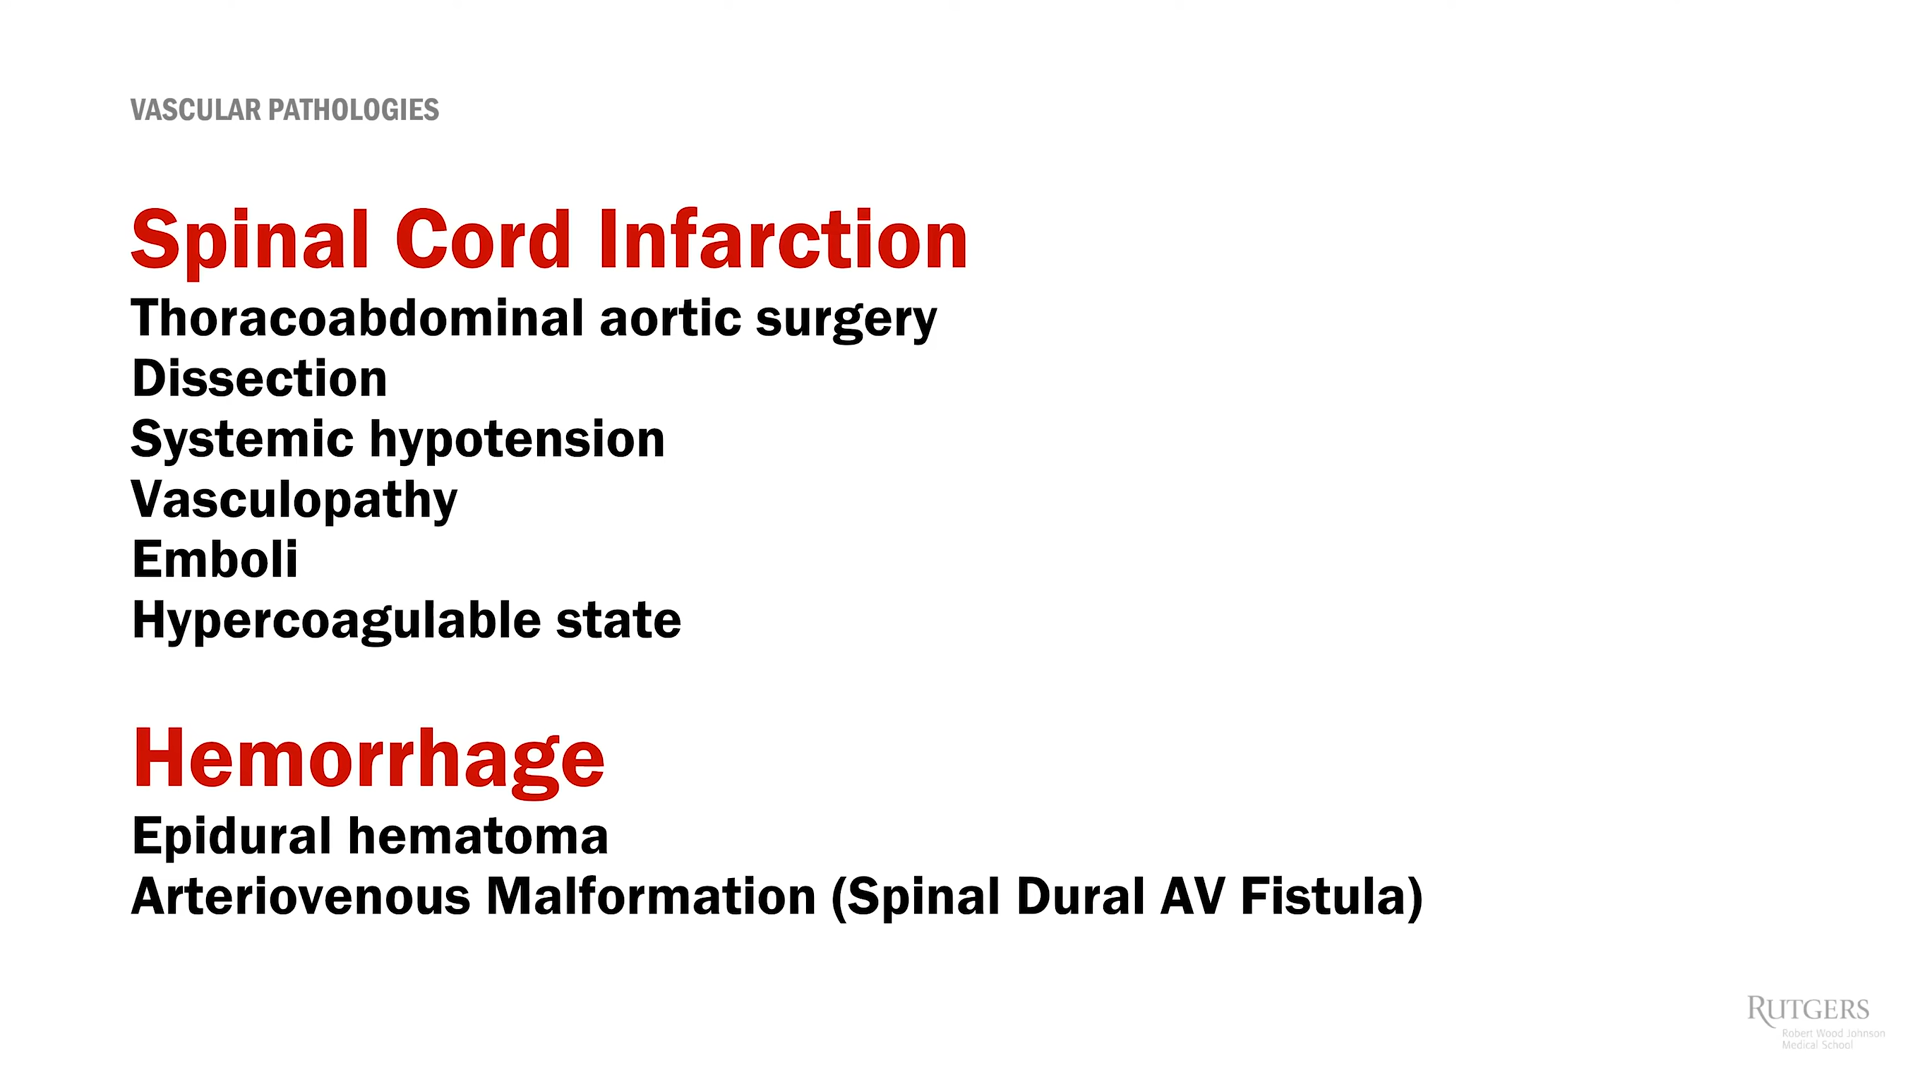 VASCULAR PATHOLOGIES
Spinal Cord Infarction
Thoracoabdominal aortic surgery
Dissection
Systemic hypotension
Vasculopathy
Emboli
Hypercoagulable state
Hemorrhage
Epidural hematoma
Arteriovenous Malformation (Spinal Dural AV Fistula)
RUTGERS
Robert Wood Johnson
Medical School